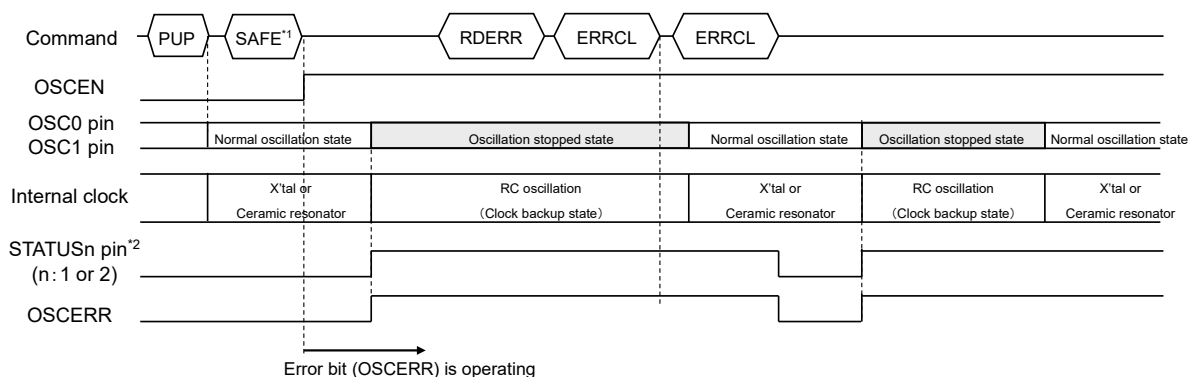 Command PUP SAFE*1 RDERR ERRCL ERRCL
OSCEN
OSC0 pin
OSC1 pin
Normal oscillation state Oscillation stopped state Normal oscillation state Oscillation stopped state Normal oscillation state
Internal clock
X'tal or RC oscillation X'tal or RC oscillation X'tal or
Ceramic resonator (Clock backup state) Ceramic resonator (Clock backup state) Ceramic resonator
STATUSn pin*2
(n: 1 or 2)
OSCERR
Error bit (OSCERR) is operating